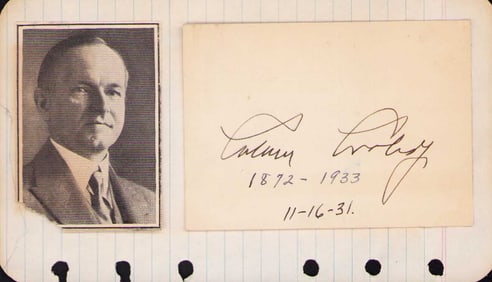 Calvin Coolidge
1872 - 1933
11-16-31.